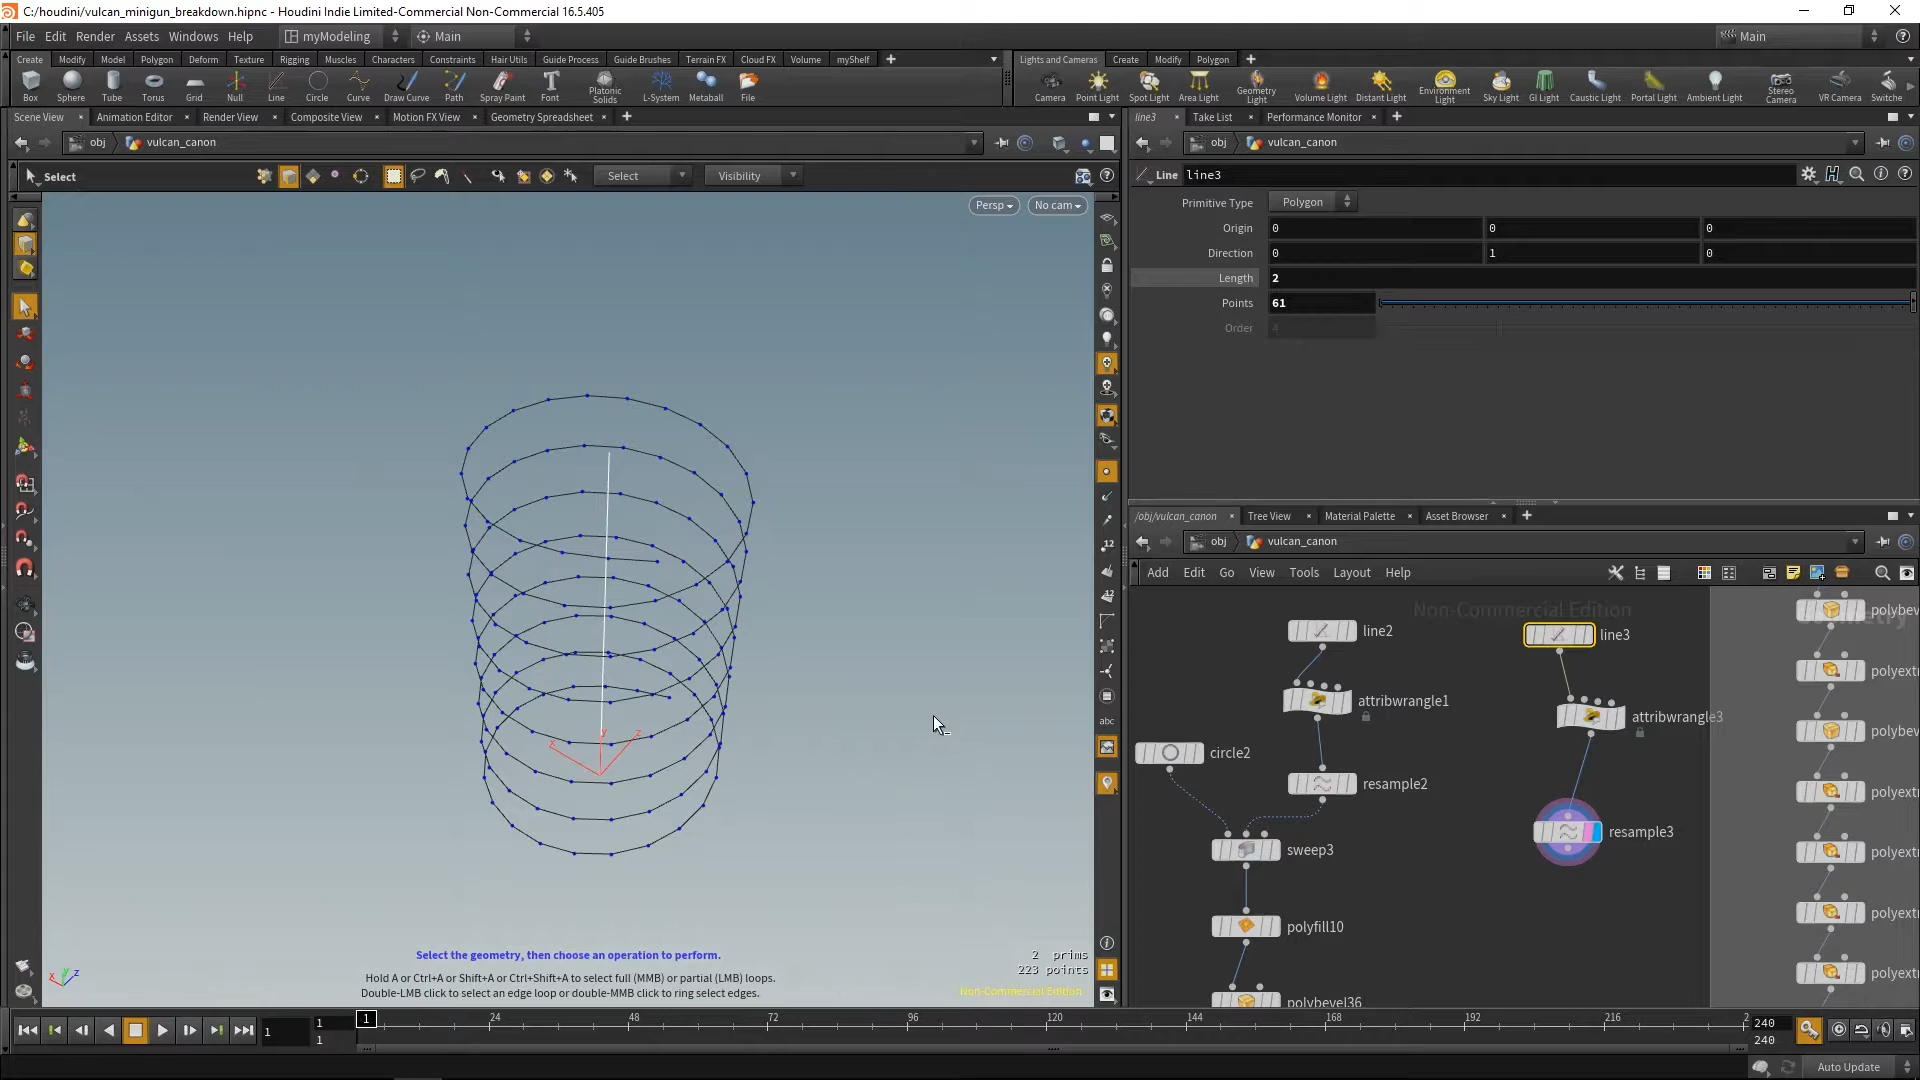 C:/houdini/vulcan_minigun_breakdown.hipnc - Houdini Indie Limited-Commercial Non-Commercial 16.5.405
File Edit Render Assets Windows Help myModeling Main Main
Create Modify Model Polygon Deform Texture Rigging Muscles Characters Constraints Hair Utils Guide Process Guide Brushes Terrain FX Cloud FX Volume myShelf
Lights and Cameras Create Modify Polygon
Box Sphere Tube Torus Grid Null Line Circle Curve Draw Curve Path Spray Paint Font Platonic Solids L-System Metaball File
Camera Point Light Spot Light Area Light Geometry Light Volume Light Distant Light Environment Light Sky Light GI Light Caustic Light Portal Light Ambient Light Stereo Camera VR Camera Switche
Scene View Animation Editor Render View Composite View Motion FX View Geometry Spreadsheet
line3 Take List Performance Monitor
obj vulcan_canon
obj vulcan_canon
Select Select Visibility
Line line3
Persp No cam
Primitive Type Polygon
Origin 0 0 0
Direction 0 1 0
Length 2
Points 61
Order 4
/obj/vulcan_canon Tree View Material Palette Asset Browser
obj vulcan_canon
Add Edit Go View Tools Layout Help
12
12
abc
Non-Commercial Edition
line2
line3
attribwrangle1
attribwrangle3
circle2
resample2
sweep3
resample3
polyfill10
polybevel36
polybev
polyext
polybev
polyext
polyext
polyext
polyext
x y z
x y z
Select the geometry, then choose an operation to perform.
Hold A or Ctrl+A or Shift+A or Ctrl+Shift+A to select full (MMB) or partial (LMB) loops.
Double-LMB click to select an edge loop or double-MMB click to ring select edges.
2 prims
223 points
Non-Commercial Edition
1 1 1 1 24 48 72 96 120 144 168 192 216 2 240 240
Auto Update